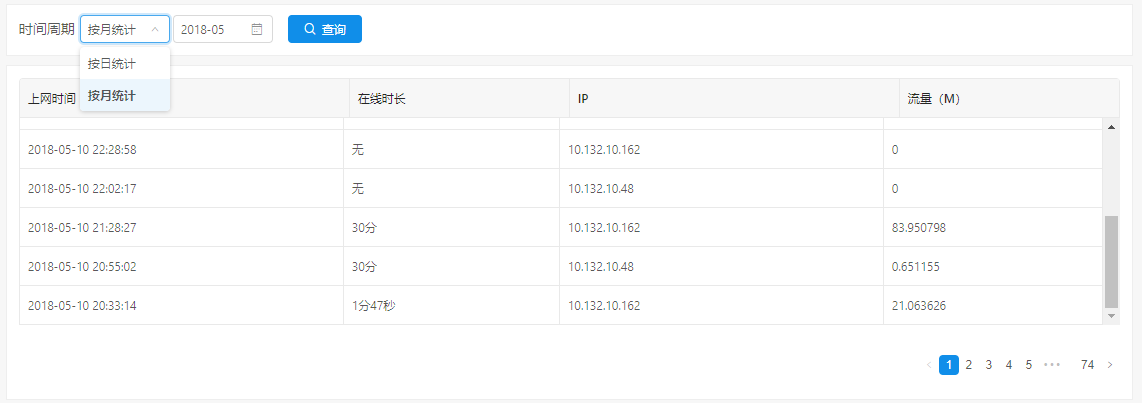 时间周期 按月统计 2018-05 查询
按日统计
按月统计
上网时间 在线时长 IP 流量（M）
2018-05-10 22:28:58 无 10.132.10.162 0
2018-05-10 22:02:17 无 10.132.10.48 0
2018-05-10 21:28:27 30分 10.132.10.162 83.950798
2018-05-10 20:55:02 30分 10.132.10.48 0.651155
2018-05-10 20:33:14 1分47秒 10.132.10.162 21.063626
1 2 3 4 5 ••• 74